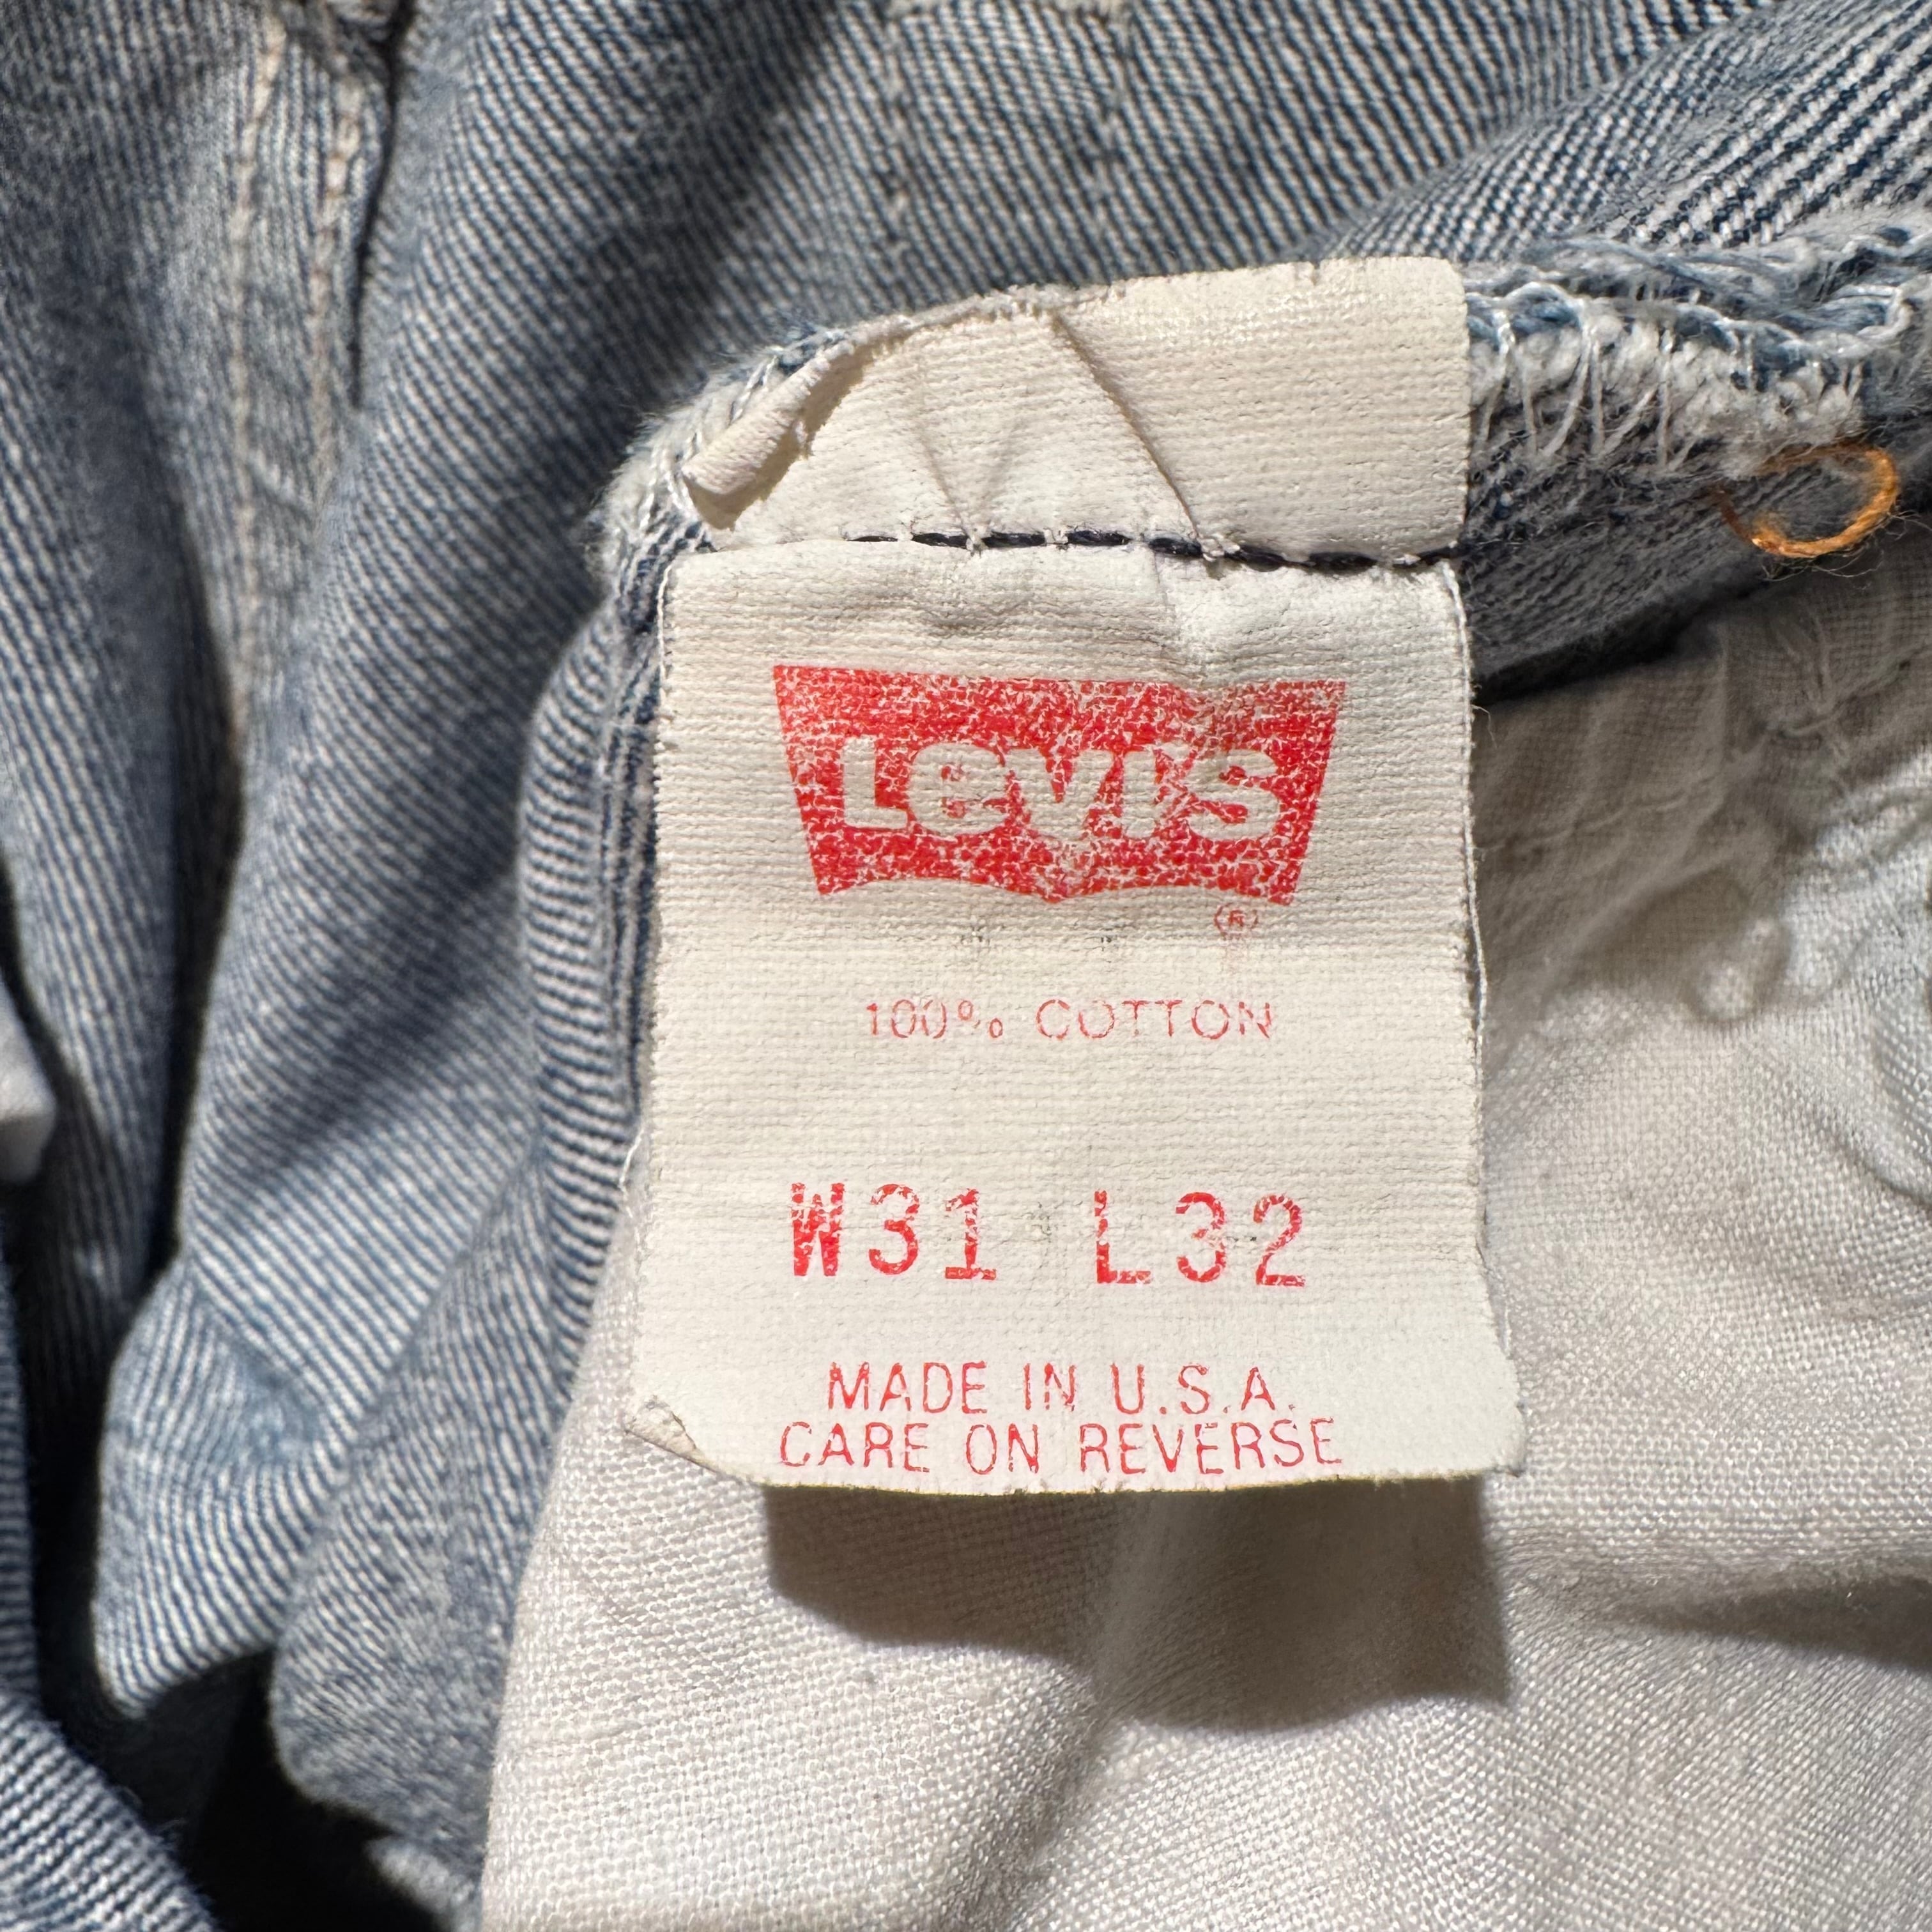 Levi's
®
100% COTTON
W31 L32
MADE IN U.S.A.
CARE ON REVERSE